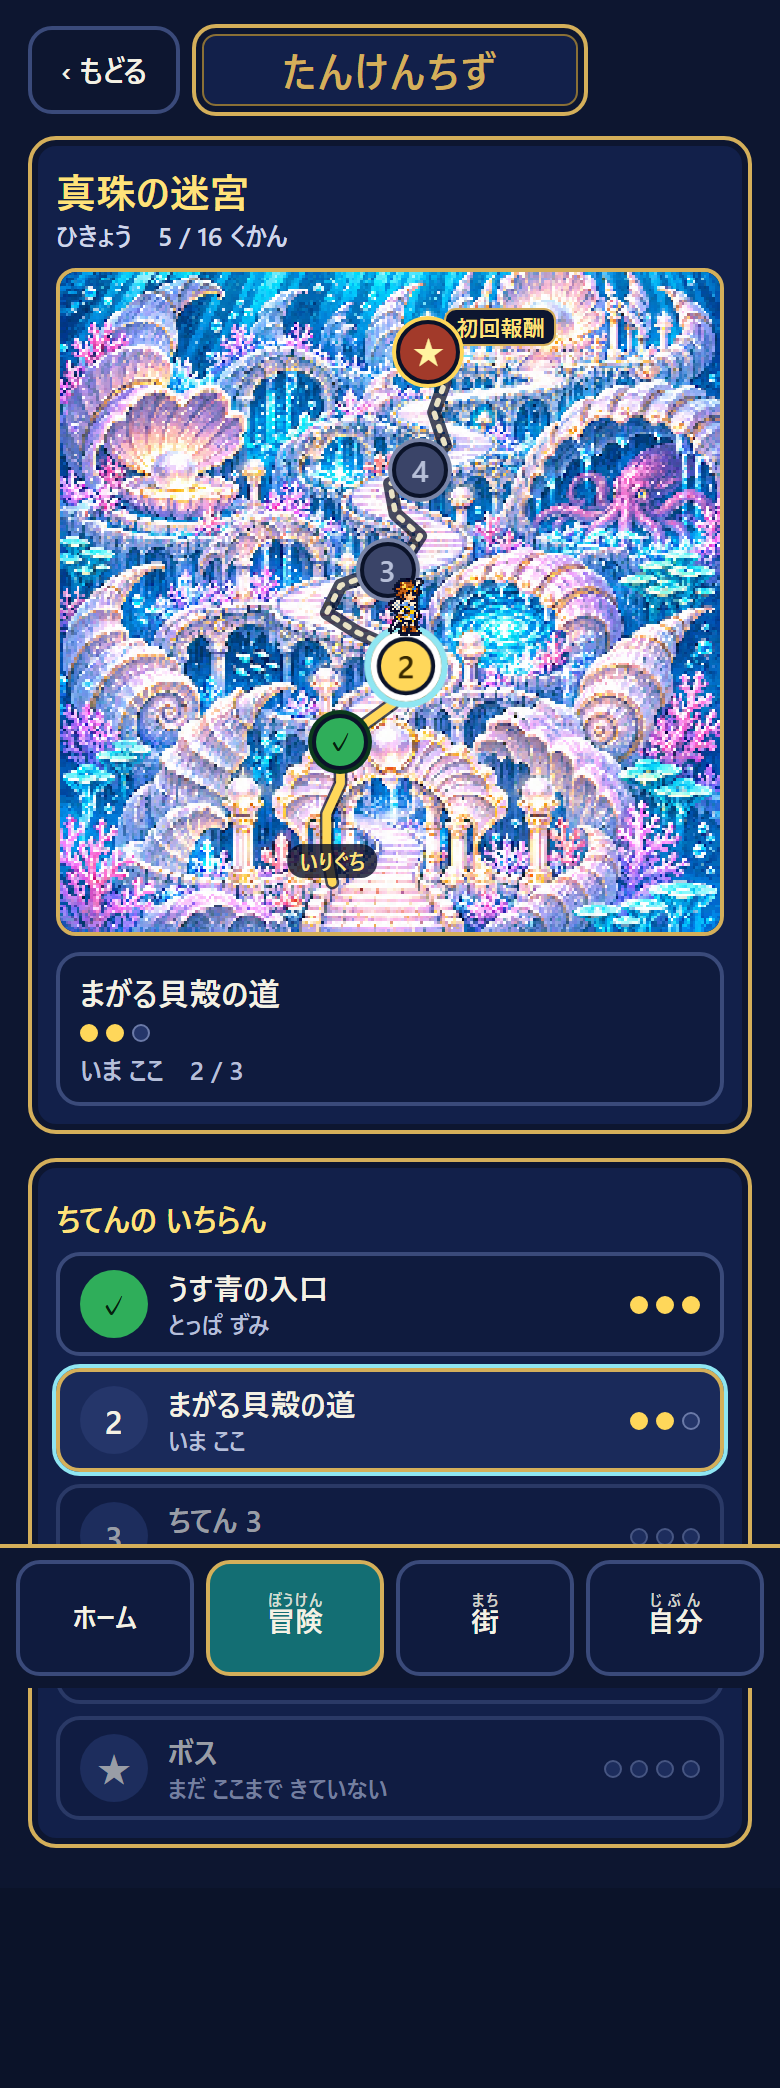 ‹ もどる
たんけんちず
真珠の迷宮
ひきょう 5 / 16 くかん
初回報酬
★
4
3
2
✓
いりぐち
まがる貝殻の道
いま ここ 2 / 3
ちてんの いちらん
✓
うす青の入口
とっぱ ずみ
2
まがる貝殻の道
いま ここ
3
ちてん 3
ホーム
ぼうけん
冒険
まち
街
じぶん
自分
★
ボス
まだ ここまで きていない